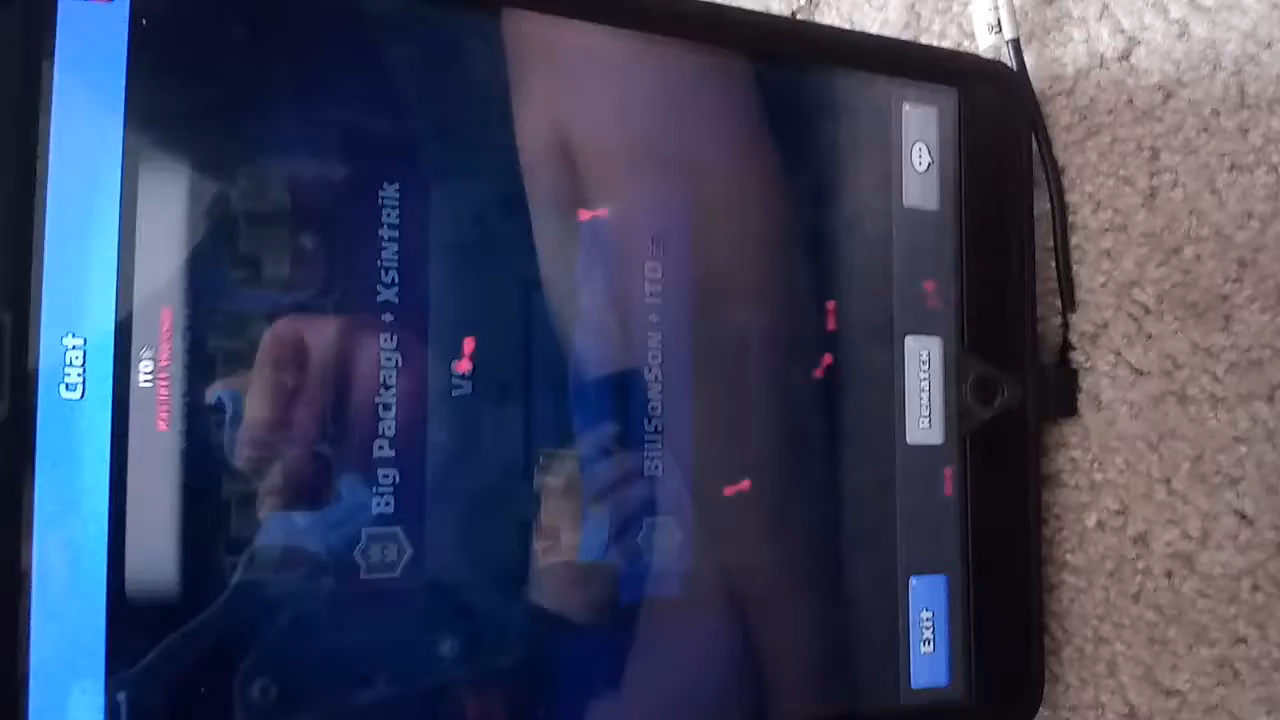 Chat
ITO
Big Package + Xsintrik
VS
BillSonSon + ITO
Exit
Rematch